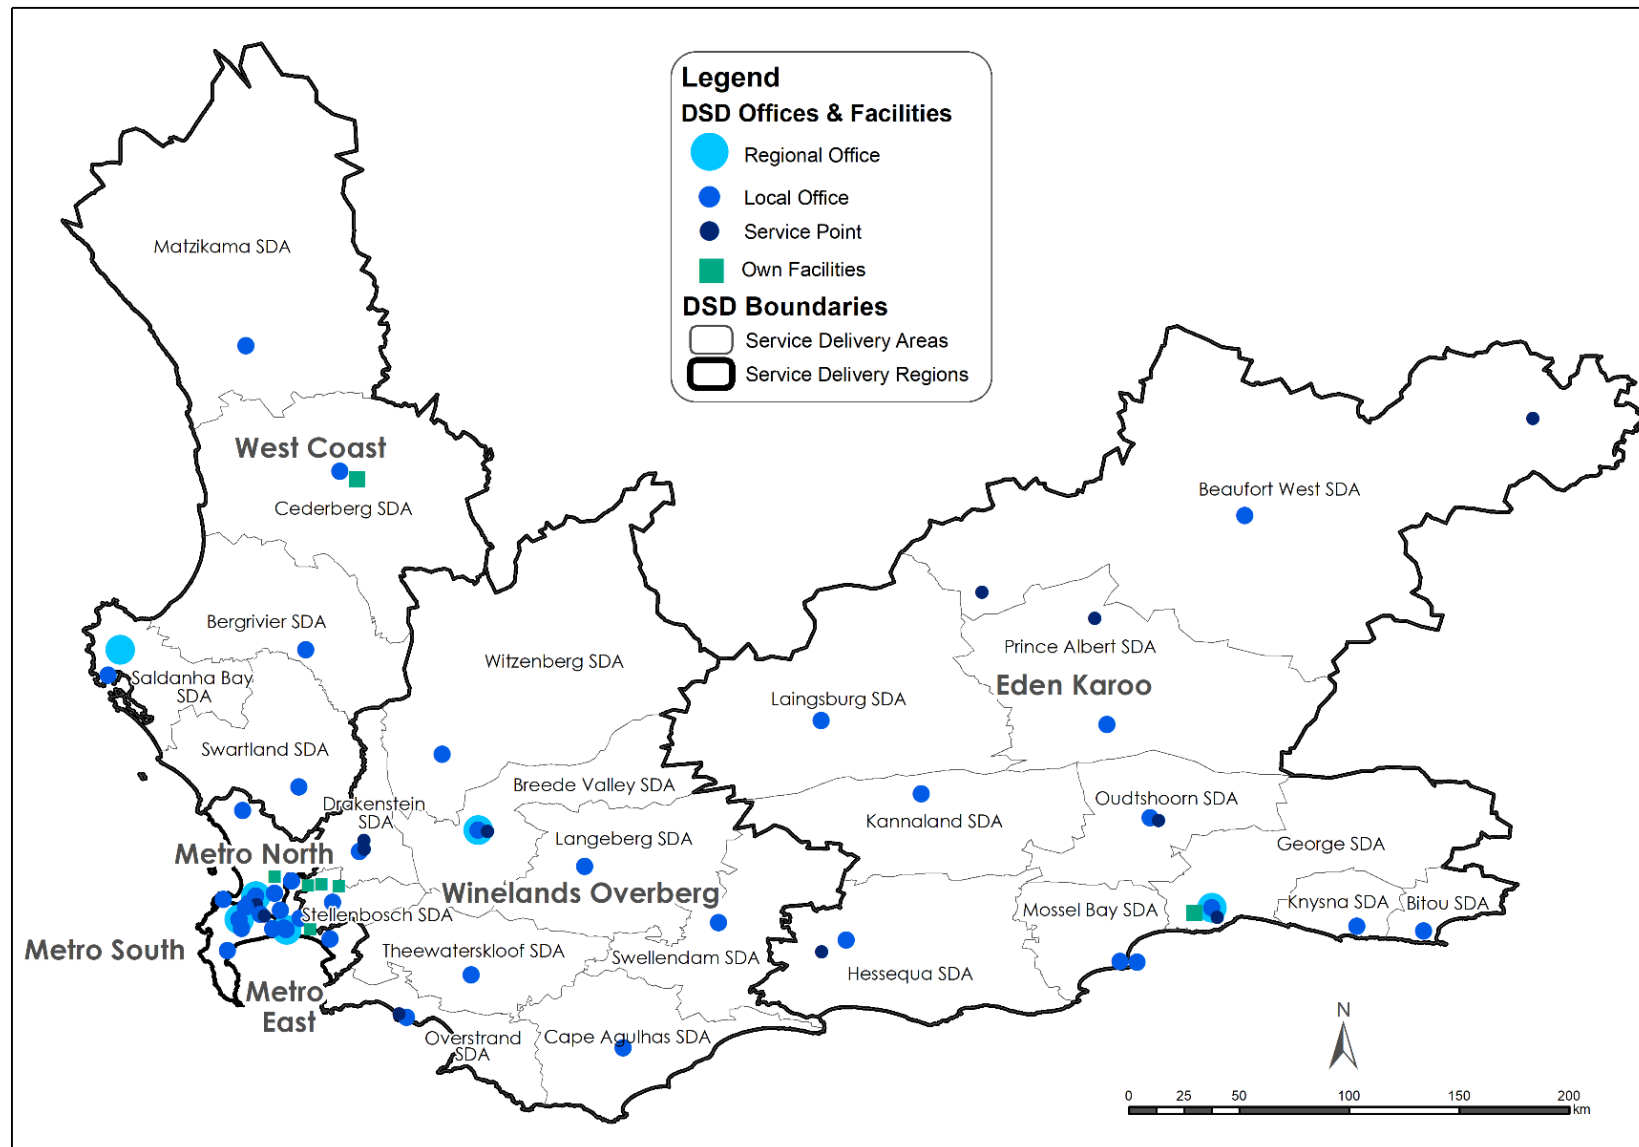 Legend
DSD Offices & Facilities
Regional Office
Local Office
Service Point
Own Facilities
DSD Boundaries
Service Delivery Areas
Service Delivery Regions
Matzikama SDA
West Coast
Cederberg SDA
Beaufort West SDA
Bergrivier SDA
Witzenberg SDA
Prince Albert SDA
Eden Karoo
Saldanha Bay
SDA
Laingsburg SDA
Swartland SDA
Breede Valley SDA
Drakenstein
SDA
Oudtshoorn SDA
Kannaland SDA
Langeberg SDA
George SDA
Metro North
Winelands Overberg
Stellenbosch SDA
Mossel Bay SDA
Knysna SDA
Bitou SDA
Metro South
Theewaterskloof SDA
Swellendam SDA
Hessequa SDA
Metro
East
Overstrand
SDA
Cape Agulhas SDA
N
0 25 50 100 150 200
km